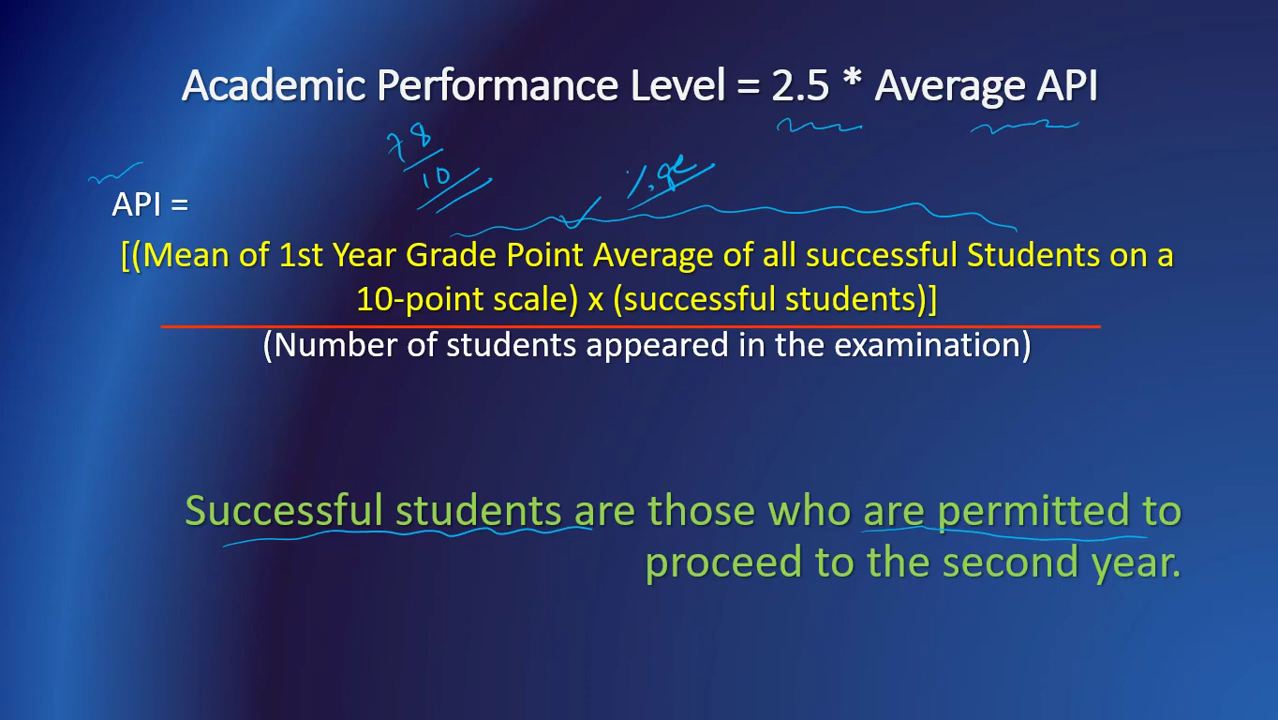 Academic Performance Level = 2.5 * Average API
78
10
%ge
API =
[(Mean of 1st Year Grade Point Average of all successful Students on a
10-point scale) x (successful students)]
(Number of students appeared in the examination)
Successful students are those who are permitted to
proceed to the second year.